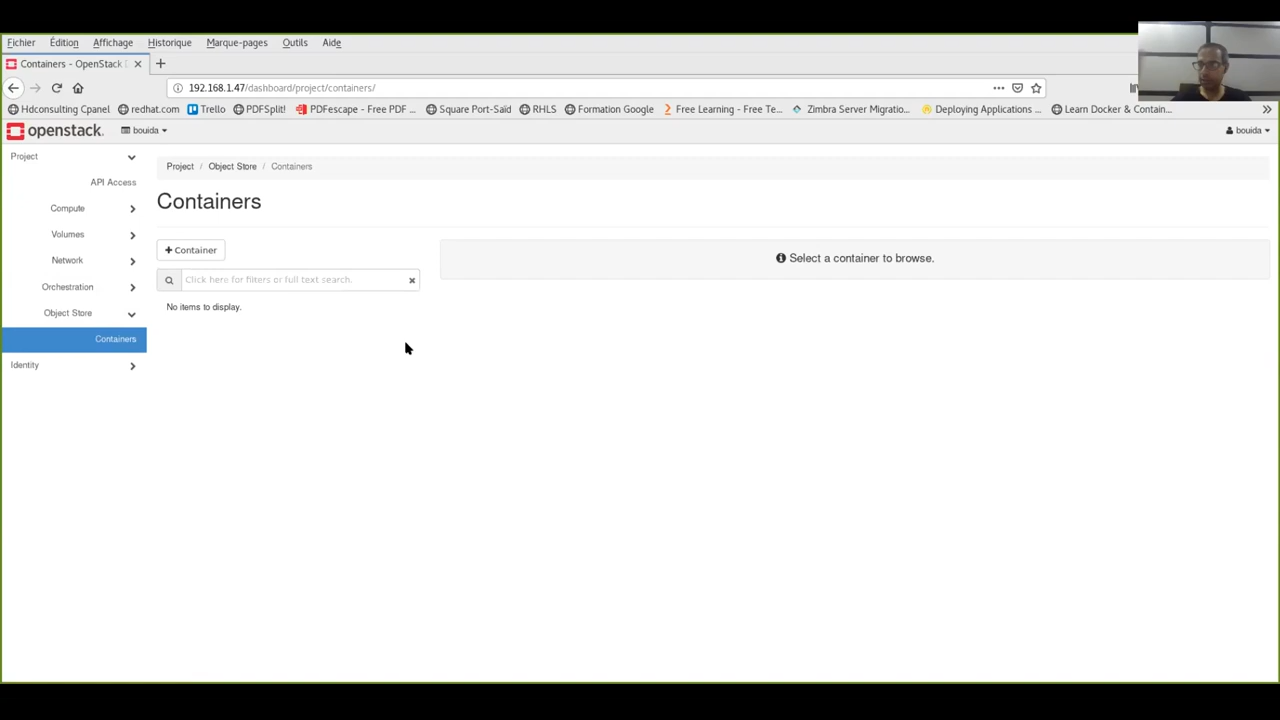 Fichier Édition Affichage Historique Marque-pages Outils Aide
Containers - OpenStack
192.168.1.47/dashboard/project/containers/
Hdconsulting Cpanel redhat.com Trello PDFSplit! PDFescape - Free PDF ... Square Port-Saïd RHLS Formation Google Free Learning - Free Te... Zimbra Server Migratio... Deploying Applications ... Learn Docker & Contain...
openstack. bouida bouida
Project
Project / Object Store / Containers
API Access
Containers
Compute
Volumes
+ Container
Select a container to browse.
Network
Click here for filters or full text search.
Orchestration
No items to display.
Object Store
Containers
Identity